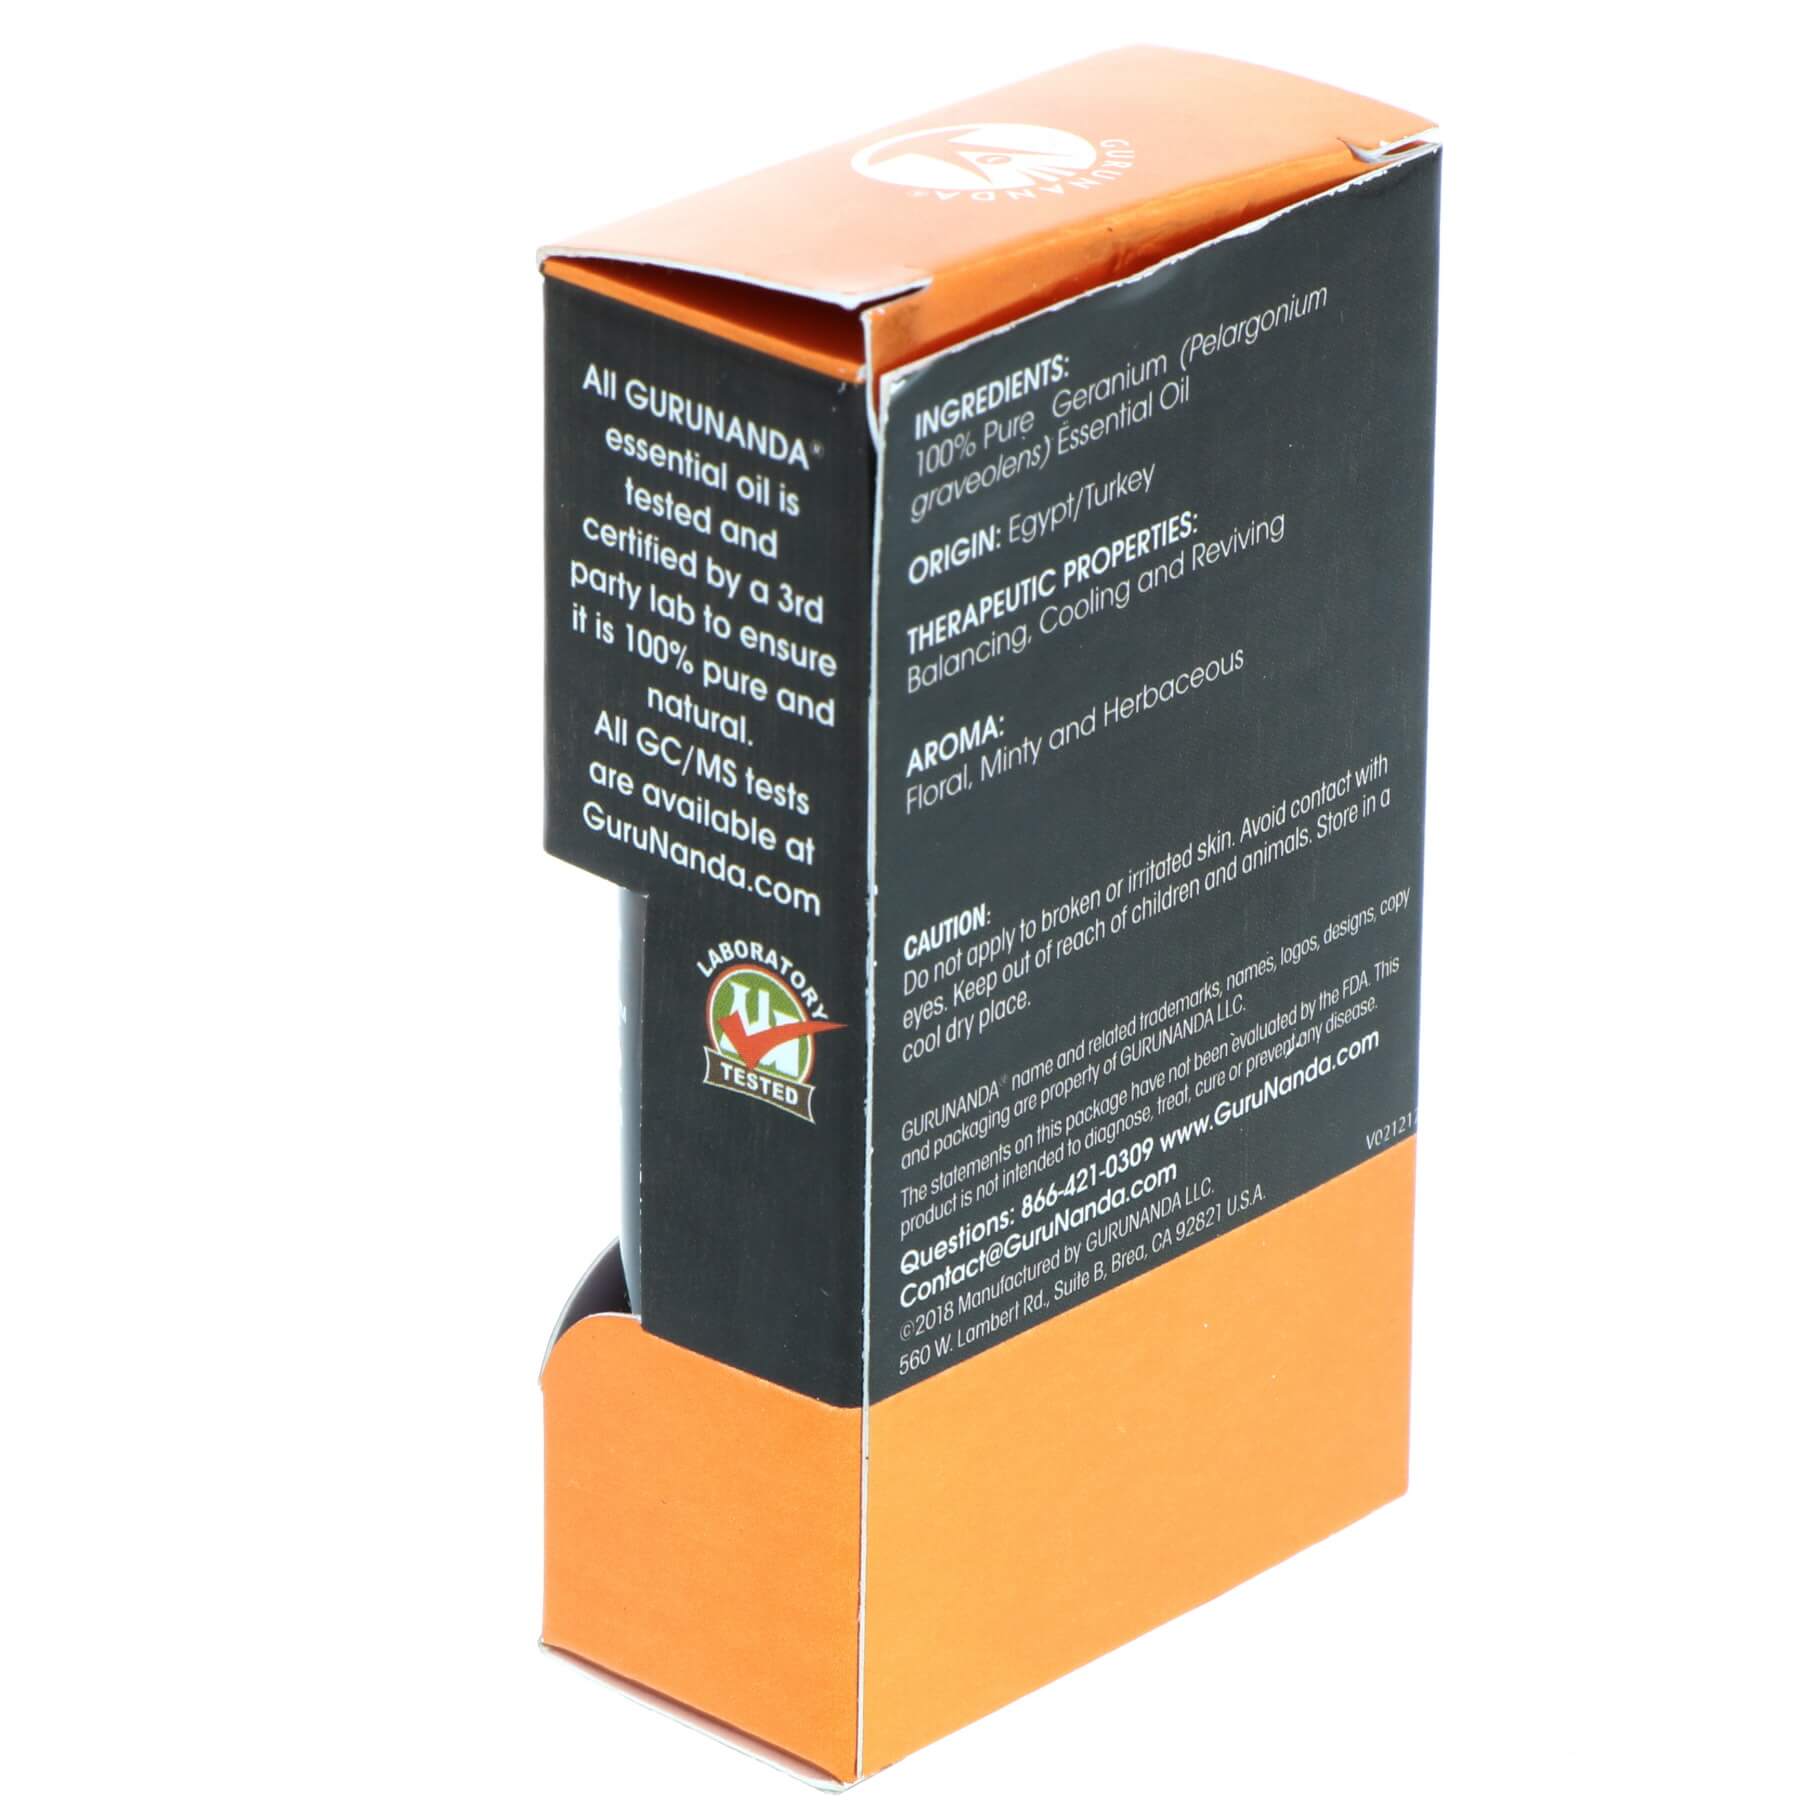 GURUNANDA®
All GURUNANDA®
essential oil is
tested and
certified by a 3rd
party lab to ensure
it is 100% pure and
natural.
All GC/MS tests
are available at
GuruNanda.com
LABORATORY
TESTED
INGREDIENTS:
100% Pure Geranium (Pelargonium
graveolens) Essential Oil
ORIGIN: Egypt/Turkey
THERAPEUTIC PROPERTIES:
Balancing, Cooling and Reviving
AROMA:
Floral, Minty and Herbaceous
CAUTION:
Do not apply to broken or irritated skin. Avoid contact with
eyes. Keep out of reach of children and animals. Store in a
cool dry place.
GURUNANDA® name and related trademarks, names, logos, designs, copy
and packaging are property of GURUNANDA LLC.
The statements on this package have not been evaluated by the FDA. This
product is not intended to diagnose, treat, cure or prevent any disease.
Questions: 866-421-0309 www.GuruNanda.com
Contact@GuruNanda.com
©2018 Manufactured by GURUNANDA LLC.
560 W. Lambert Rd., Suite B, Brea, CA 92821 U.S.A.